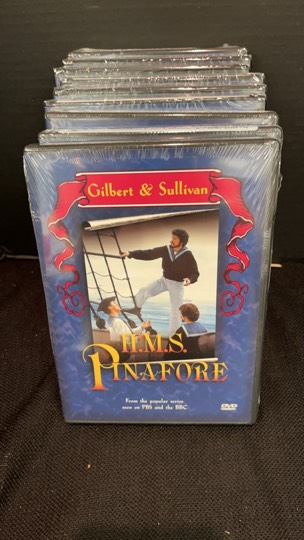 Gilbert & Sullivan
H.M.S.
PINAFORE
From the popular series
seen on PBS and the BBC
DVD